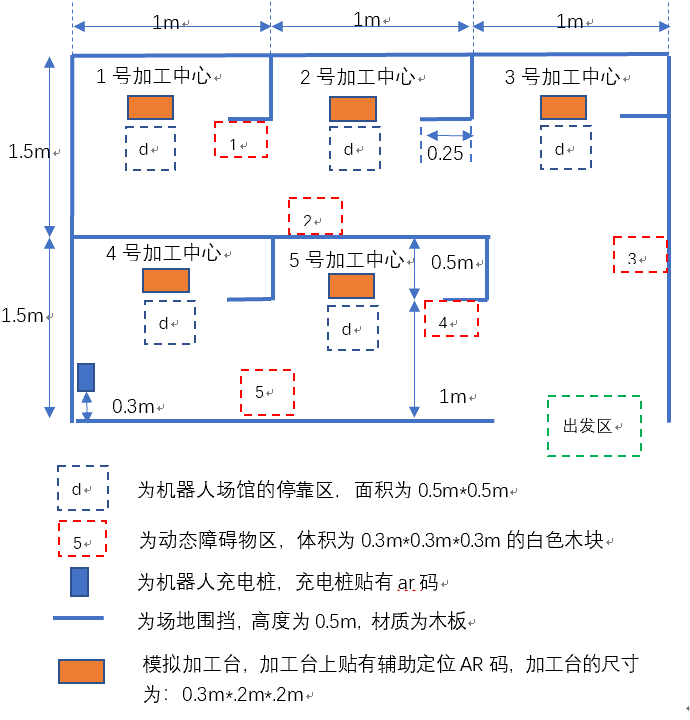 1m 1m 1m
1号加工中心 2号加工中心 3号加工中心
d 1 d d
1.5m 0.25
2
4号加工中心 5号加工中心 0.5m 3
d d 4
1.5m
5 1m
0.3m 出发区
d 为机器人场馆的停靠区，面积为0.5m*0.5m
5 为动态障碍物区，体积为0.3m*0.3m*0.3m的白色木块
为机器人充电桩，充电桩贴有ar码
为场地围挡，高度为0.5m, 材质为木板
模拟加工台，加工台上贴有辅助定位AR码，加工台的尺寸
为：0.3m*.2m*.2m